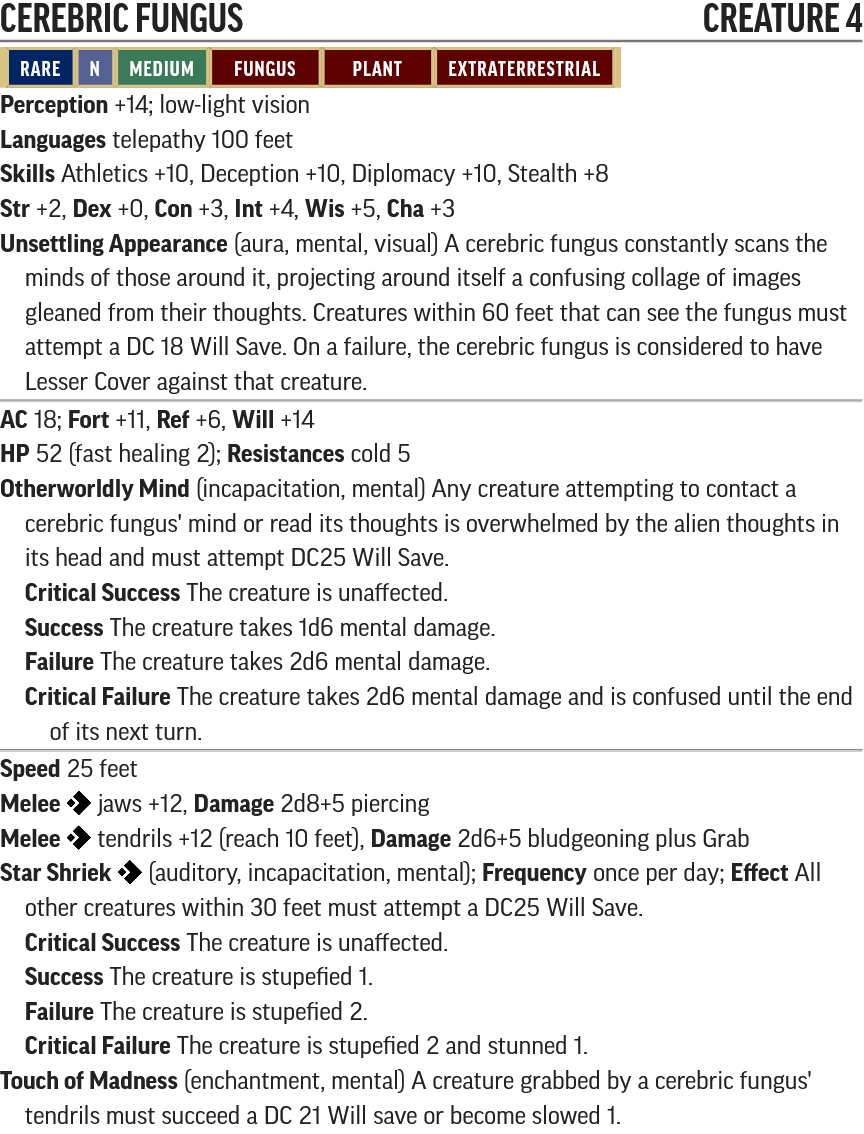 CEREBRIC FUNGUS CREATURE 4
RARE N MEDIUM FUNGUS PLANT EXTRATERRESTRIAL
Perception +14; low-light vision
Languages telepathy 100 feet
Skills Athletics +10, Deception +10, Diplomacy +10, Stealth +8
Str +2, Dex +0, Con +3, Int +4, Wis +5, Cha +3
Unsettling Appearance (aura, mental, visual) A cerebric fungus constantly scans the
minds of those around it, projecting around itself a confusing collage of images
gleaned from their thoughts. Creatures within 60 feet that can see the fungus must
attempt a DC 18 Will Save. On a failure, the cerebric fungus is considered to have
Lesser Cover against that creature.
AC 18; Fort +11, Ref +6, Will +14
HP 52 (fast healing 2); Resistances cold 5
Otherworldly Mind (incapacitation, mental) Any creature attempting to contact a
cerebric fungus' mind or read its thoughts is overwhelmed by the alien thoughts in
its head and must attempt DC25 Will Save.
Critical Success The creature is unaffected.
Success The creature takes 1d6 mental damage.
Failure The creature takes 2d6 mental damage.
Critical Failure The creature takes 2d6 mental damage and is confused until the end
of its next turn.
Speed 25 feet
Melee jaws +12, Damage 2d8+5 piercing
Melee tendrils +12 (reach 10 feet), Damage 2d6+5 bludgeoning plus Grab
Star Shriek (auditory, incapacitation, mental); Frequency once per day; Effect All
other creatures within 30 feet must attempt a DC25 Will Save.
Critical Success The creature is unaffected.
Success The creature is stupefied 1.
Failure The creature is stupefied 2.
Critical Failure The creature is stupefied 2 and stunned 1.
Touch of Madness (enchantment, mental) A creature grabbed by a cerebric fungus'
tendrils must succeed a DC 21 Will save or become slowed 1.